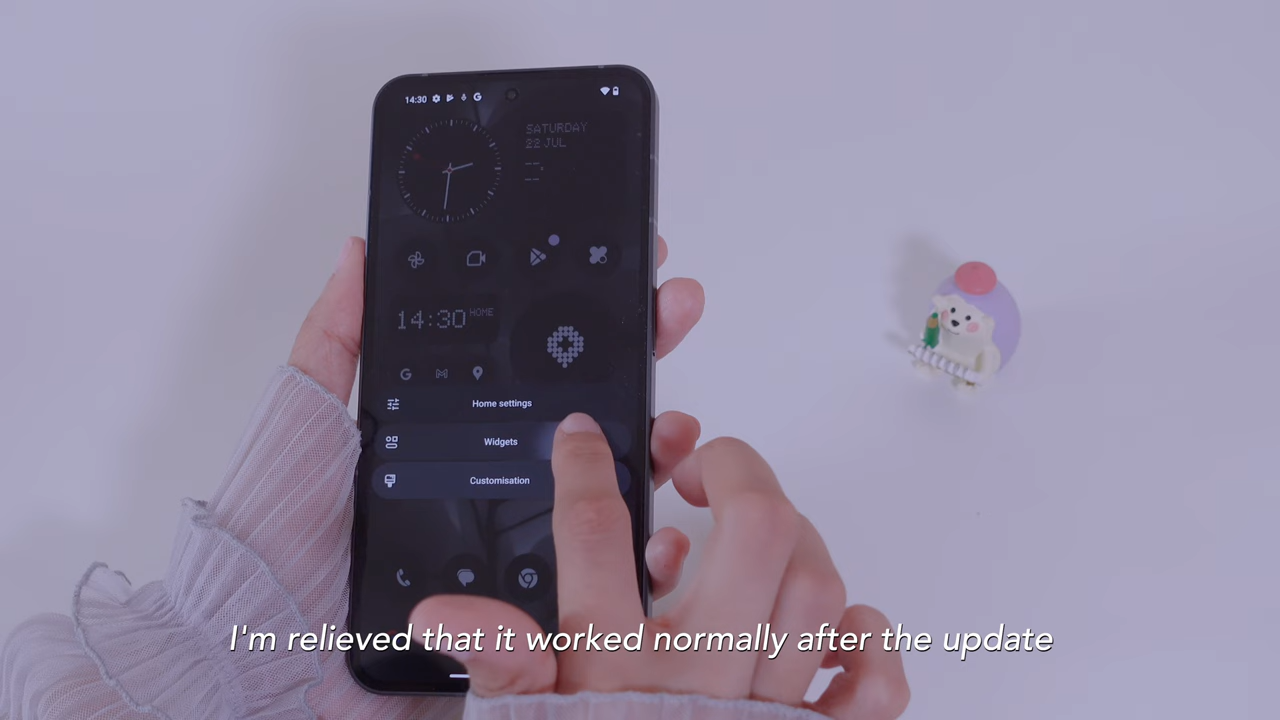 14:30
SATURDAY
22 JUL
14:30 HOME
Home settings
Widgets
Customisation
I'm relieved that it worked normally after the update